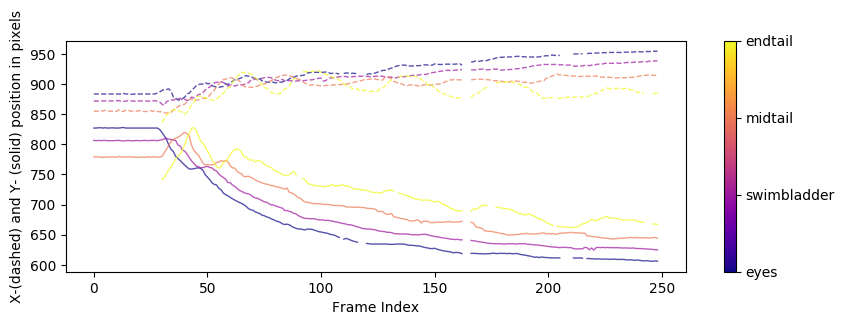 X-(dashed) and Y- (solid) position in pixels
950
900
850
800
750
700
650
600
0 50 100 150 200 250
Frame Index
endtail
midtail
swimbladder
eyes